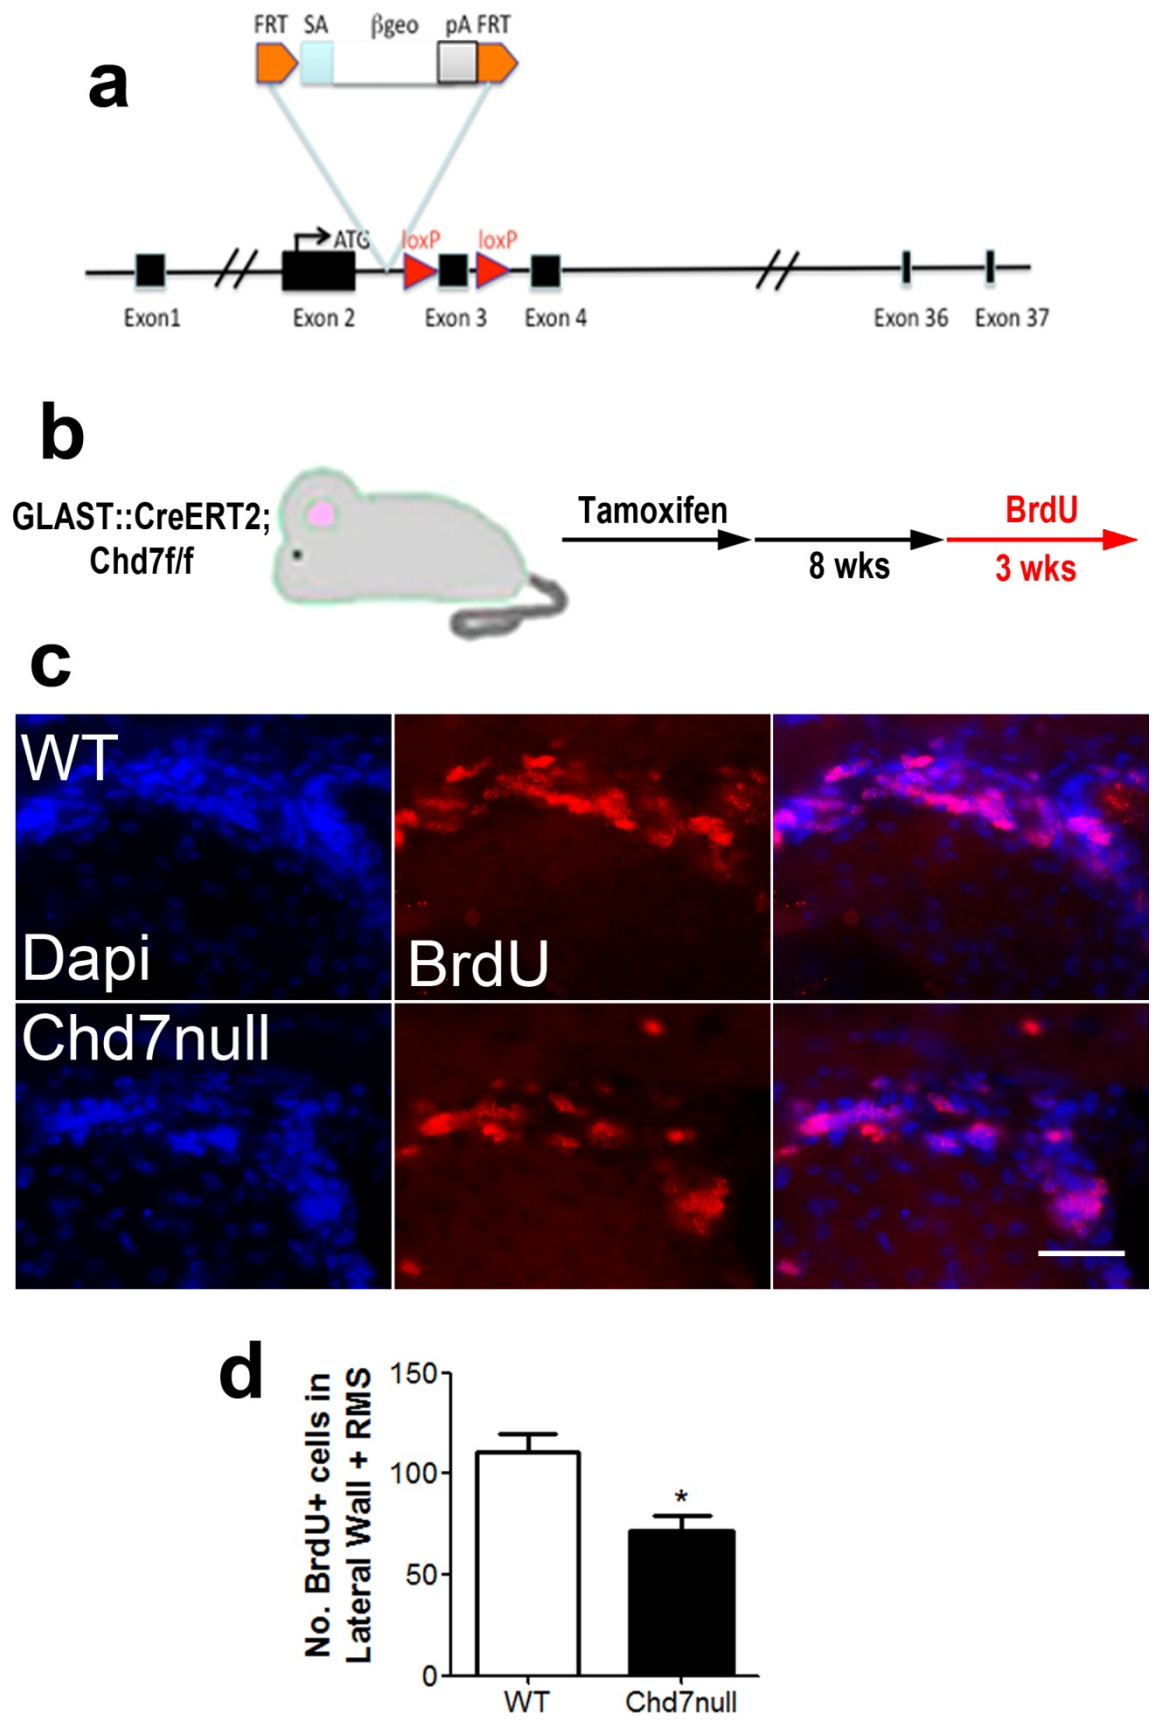 a
FRT SA βgeo pA FRT
ATG loxP loxP
Exon1 Exon 2 Exon 3 Exon 4 Exon 36 Exon 37
b
GLAST::CreERT2;
Chd7f/f
Tamoxifen
8 wks
BrdU
3 wks
c
WT
Dapi
BrdU
Chd7null
d
No. BrdU+ cells in
Lateral Wall + RMS
150
100
50
0
*
WT Chd7null